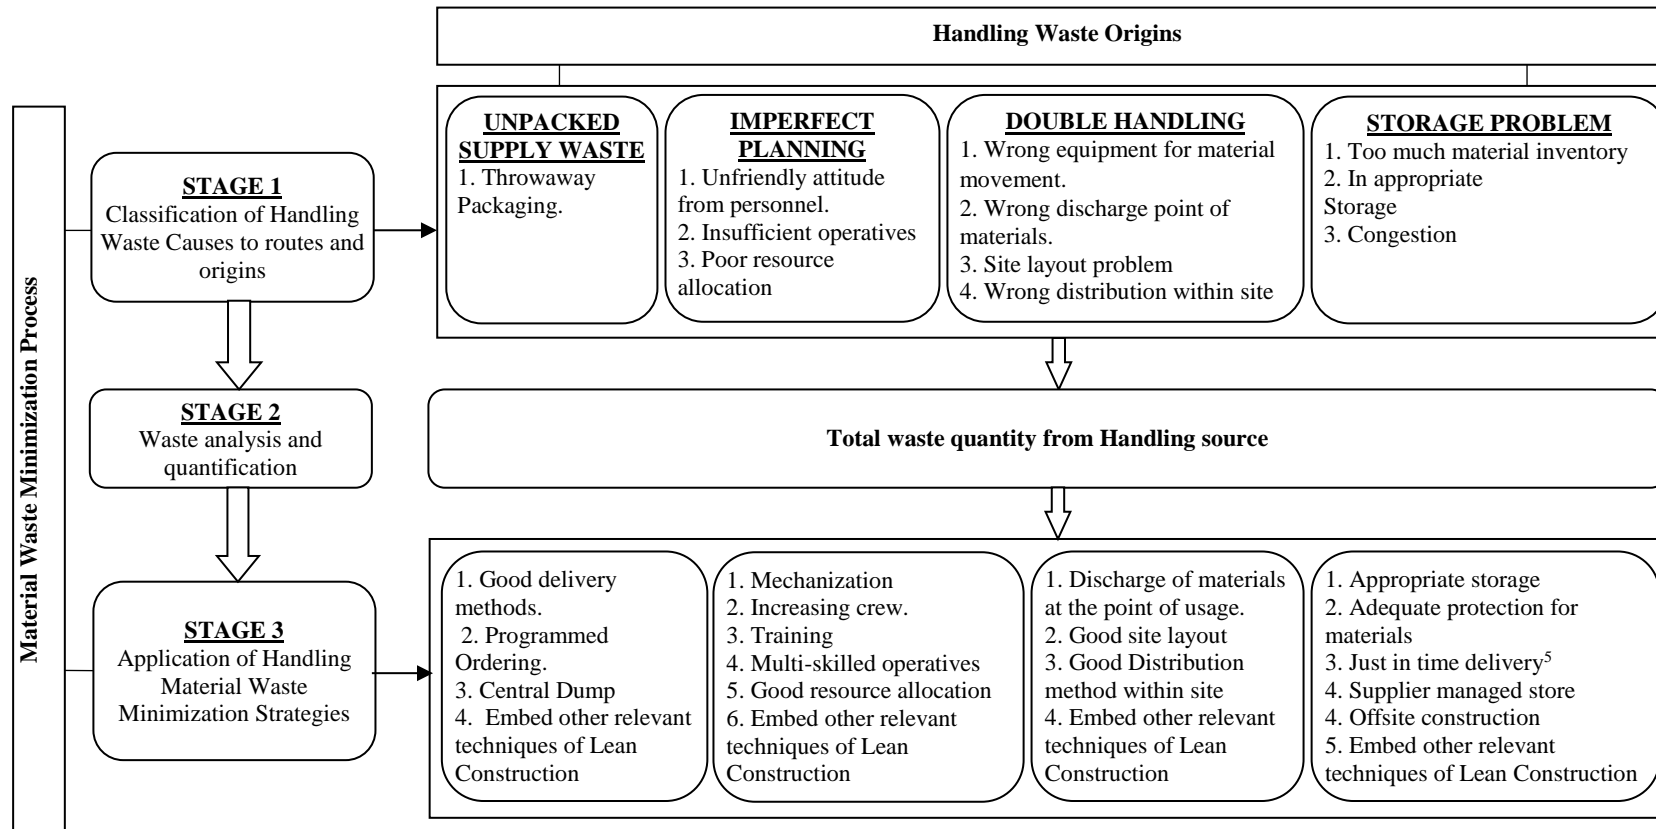 Handling Waste Origins
Material Waste Minimization Process
STAGE 1
Classification of Handling
Waste Causes to routes and
origins
UNPACKED
SUPPLY WASTE
1. Throwaway
Packaging.
IMPERFECT
PLANNING
1. Unfriendly attitude
from personnel.
2. Insufficient operatives
3. Poor resource
allocation
DOUBLE HANDLING
1. Wrong equipment for material
movement.
2. Wrong discharge point of
materials.
3. Site layout problem
4. Wrong distribution within site
STORAGE PROBLEM
1. Too much material inventory
2. In appropriate
Storage
3. Congestion
STAGE 2
Waste analysis and
quantification
Total waste quantity from Handling source
STAGE 3
Application of Handling
Material Waste
Minimization Strategies
1. Good delivery
methods.
2. Programmed
Ordering.
3. Central Dump
4. Embed other relevant
techniques of Lean
Construction
1. Mechanization
2. Increasing crew.
3. Training
4. Multi-skilled operatives
5. Good resource allocation
6. Embed other relevant
techniques of Lean
Construction
1. Discharge of materials
at the point of usage.
2. Good site layout
3. Good Distribution
method within site
4. Embed other relevant
techniques of Lean
Construction
1. Appropriate storage
2. Adequate protection for
materials
3. Just in time delivery⁵
4. Supplier managed store
4. Offsite construction
5. Embed other relevant
techniques of Lean Construction